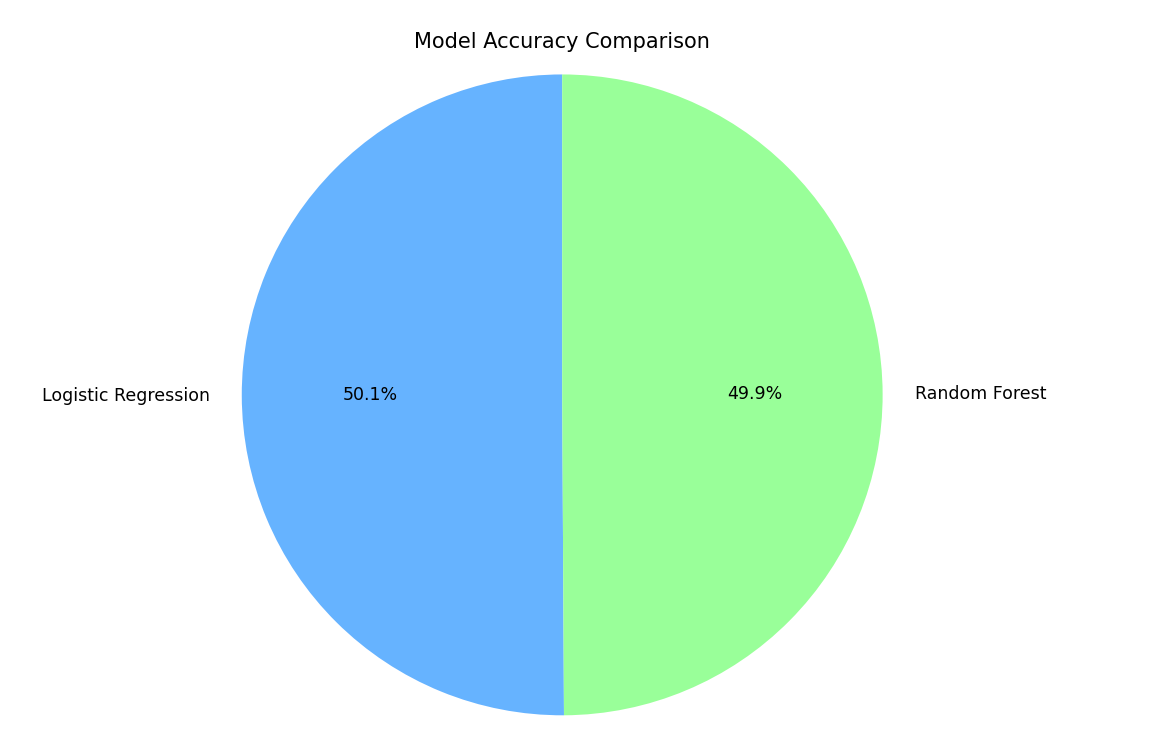 Model Accuracy Comparison
Logistic Regression
50.1%
49.9%
Random Forest